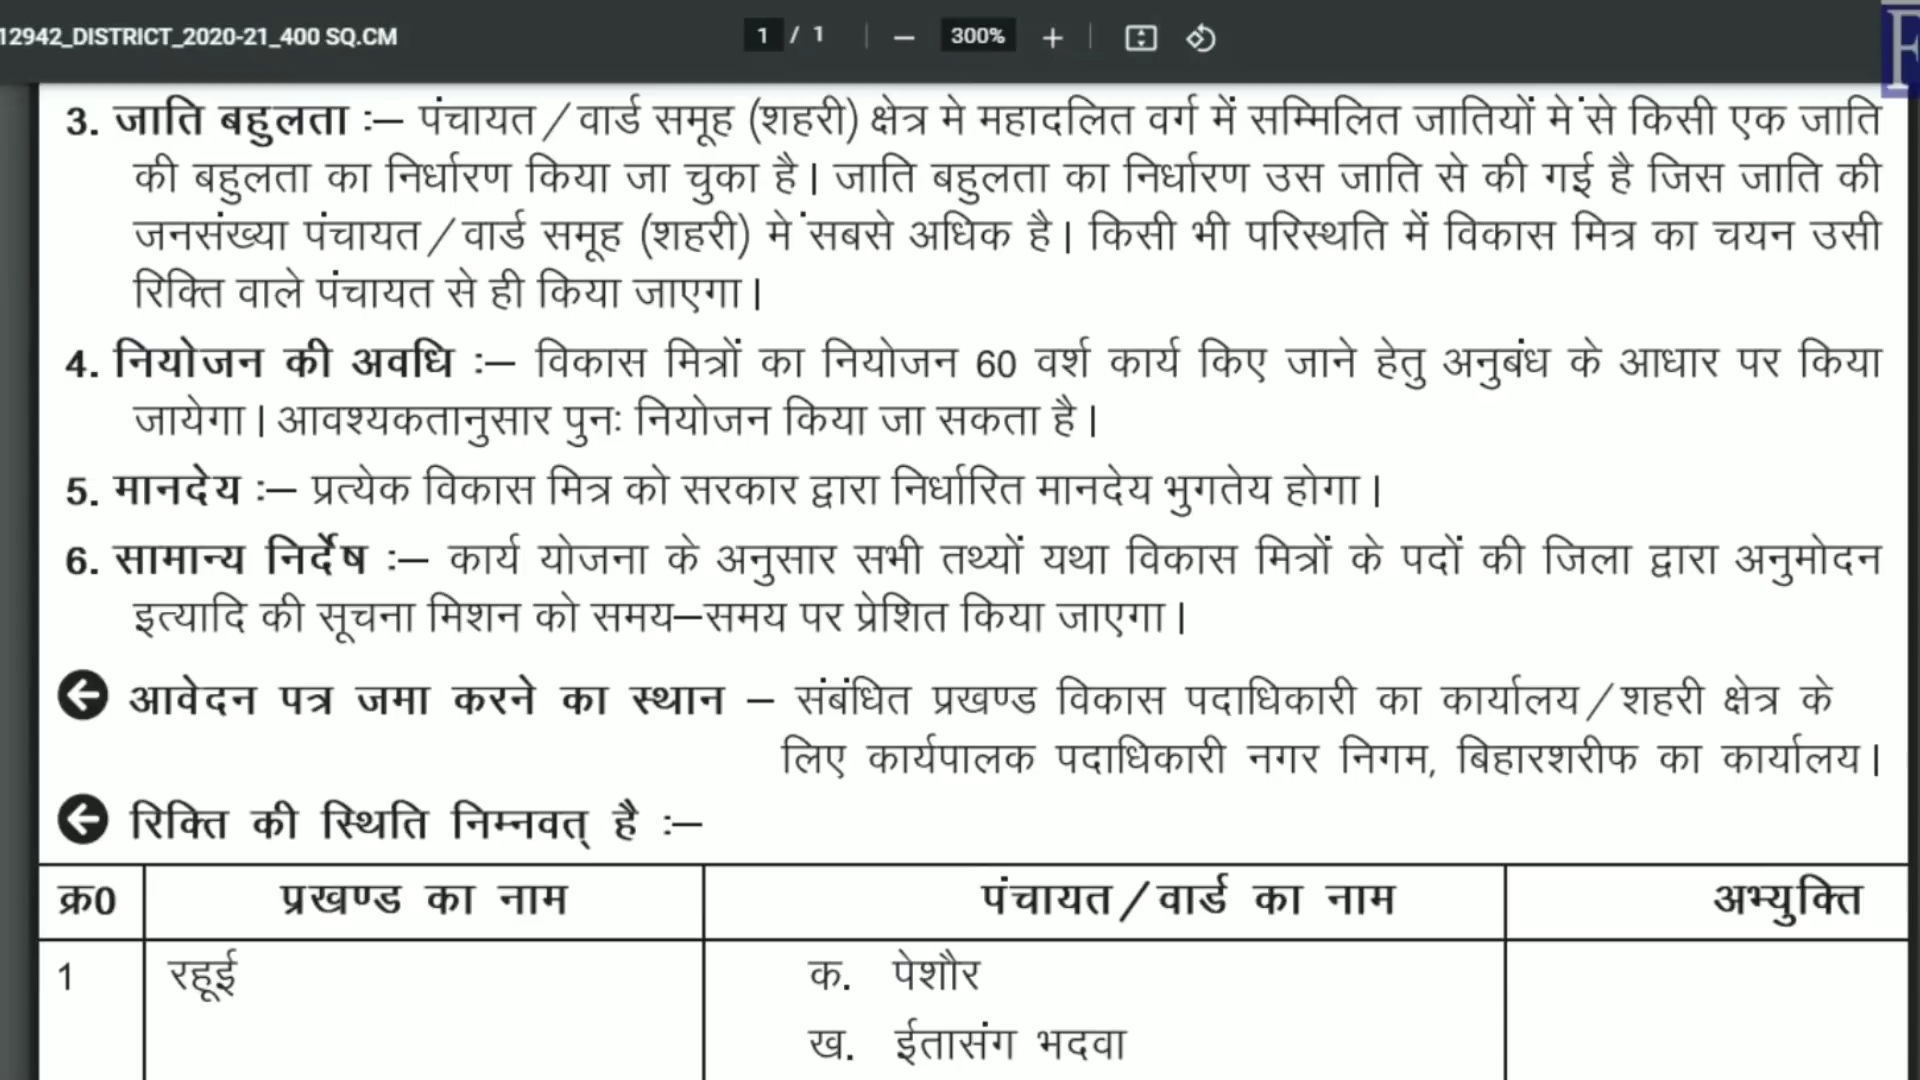 12942_DISTRICT_2020-21_400 SQ.CM
1 / 1
300%
F
3. जाति बहुलता :– पंचायत/वार्ड समूह (शहरी) क्षेत्र मे महादलित वर्ग में सम्मिलित जातियों में से किसी एक जाति
की बहुलता का निर्धारण किया जा चुका है। जाति बहुलता का निर्धारण उस जाति से की गई है जिस जाति की
जनसंख्या पंचायत/वार्ड समूह (शहरी) में सबसे अधिक है। किसी भी परिस्थति में विकास मित्र का चयन उसी
रिक्ति वाले पंचायत से ही किया जाएगा।
4. नियोजन की अवधि :– विकास मित्रों का नियोजन 60 वर्श कार्य किए जाने हेतु अनुबंध के आधार पर किया
जायेगा। आवश्यकतानुसार पुनः नियोजन किया जा सकता है।
5. मानदेय :– प्रत्येक विकास मित्र को सरकार द्वारा निर्धारित मानदेय भुगतेय होगा।
6. सामान्य निर्देष :– कार्य योजना के अनुसार सभी तथ्यों यथा विकास मित्रों के पदों की जिला द्वारा अनुमोदन
इत्यादि की सूचना मिशन को समय–समय पर प्रेशित किया जाएगा।
आवेदन पत्र जमा करने का स्थान – संबंधित प्रखण्ड विकास पदाधिकारी का कार्यालय/शहरी क्षेत्र के
लिए कार्यपालक पदाधिकारी नगर निगम, बिहारशरीफ का कार्यालय।
रिक्ति की स्थिति निम्नवत् है :–
क्र0 प्रखण्ड का नाम पंचायत/वार्ड का नाम अभ्युक्ति
1 रहूई क. पेशौर
ख. ईतासंग भदवा